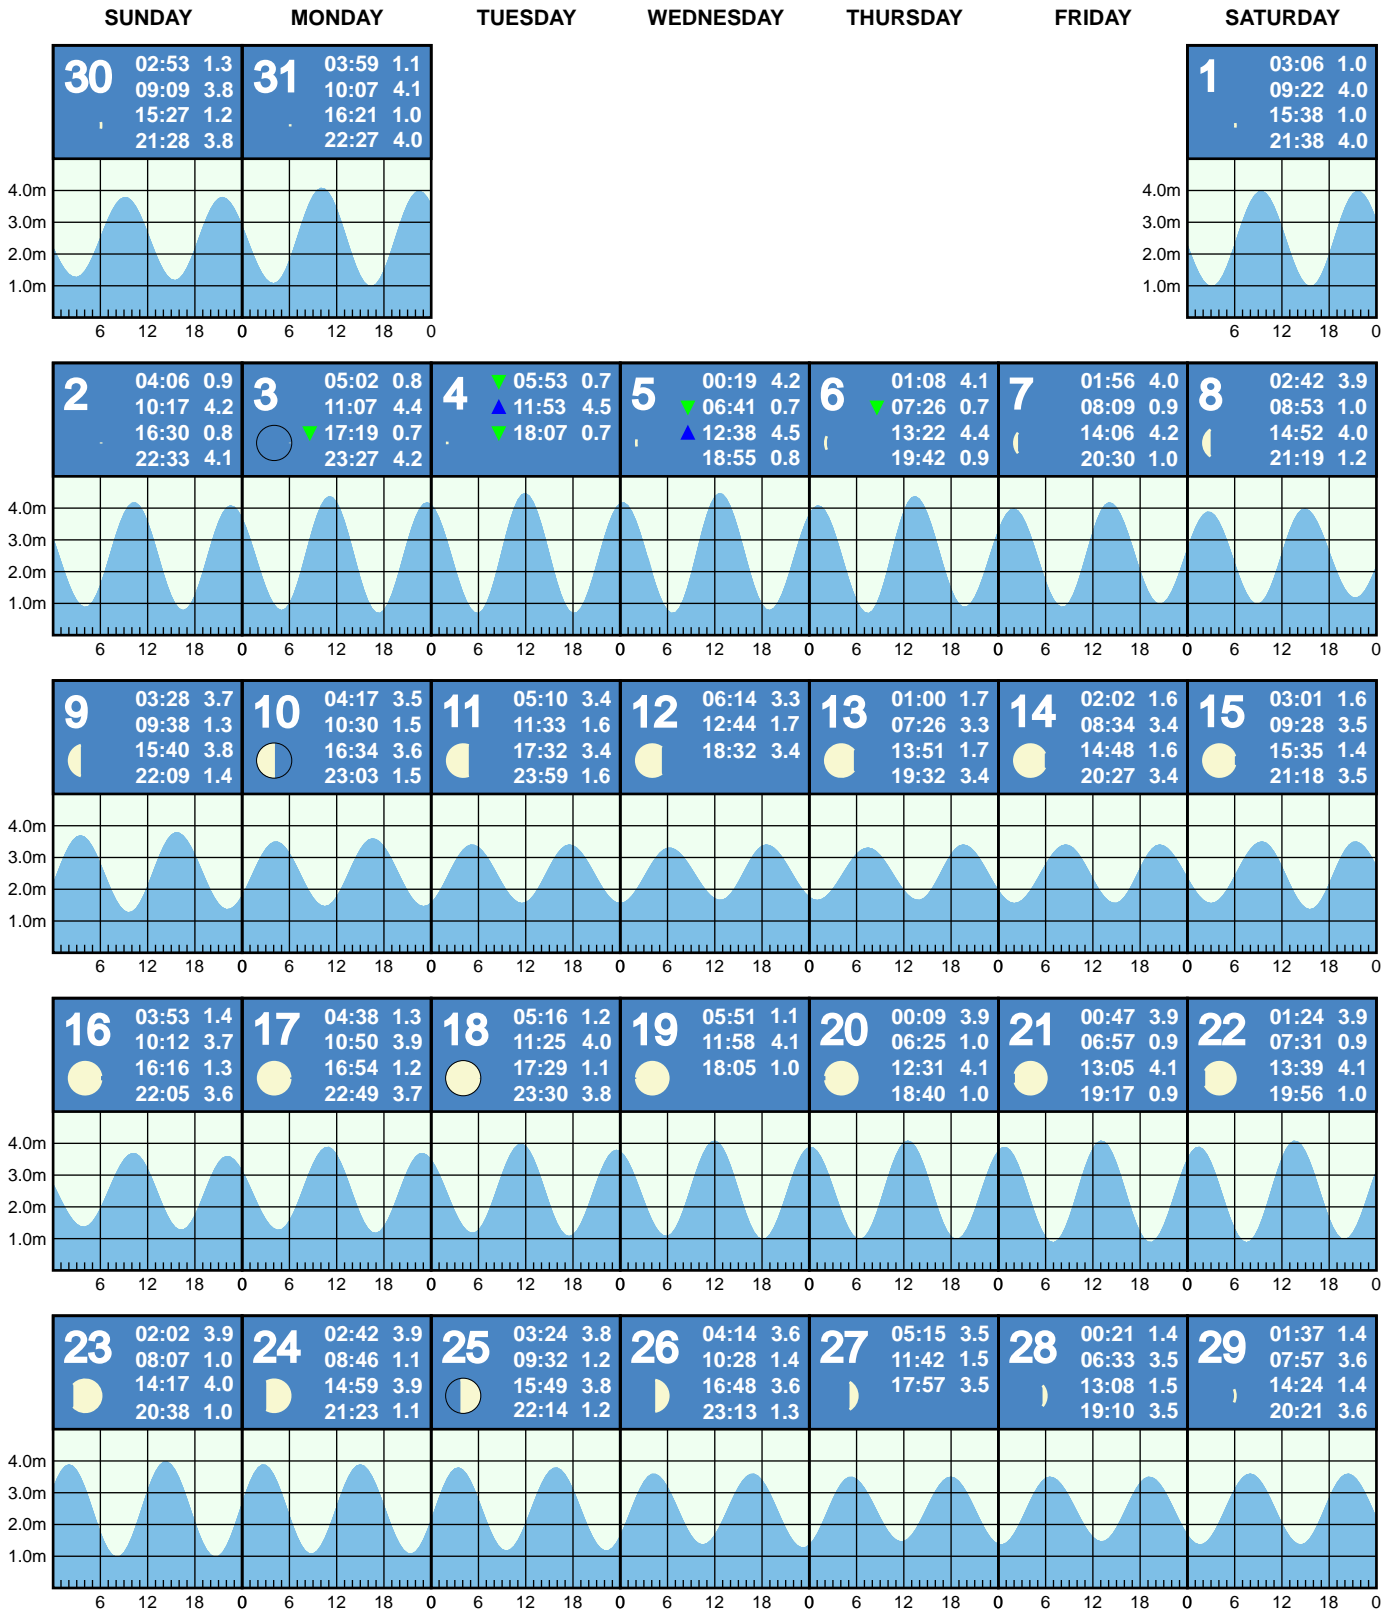 SUNDAY MONDAY TUESDAY WEDNESDAY THURSDAY FRIDAY SATURDAY
30 02:53 1.3 09:09 3.8 15:27 1.2 21:28 3.8
31 03:59 1.1 10:07 4.1 16:21 1.0 22:27 4.0
1 03:06 1.0 09:22 4.0 15:38 1.0 21:38 4.0
4.0m 4.0m
3.0m 3.0m
2.0m 2.0m
1.0m 1.0m
6 12 18 0 6 12 18 0 6 12 18 0
2 04:06 0.9 10:17 4.2 16:30 0.8 22:33 4.1
3 05:02 0.8 11:07 4.4 17:19 0.7 23:27 4.2
4 05:53 0.7 11:53 4.5 18:07 0.7
5 00:19 4.2 06:41 0.7 12:38 4.5 18:55 0.8
6 01:08 4.1 07:26 0.7 13:22 4.4 19:42 0.9
7 01:56 4.0 08:09 0.9 14:06 4.2 20:30 1.0
8 02:42 3.9 08:53 1.0 14:52 4.0 21:19 1.2
4.0m
3.0m
2.0m
1.0m
6 12 18 0 6 12 18 0 6 12 18 0 6 12 18 0 6 12 18 0 6 12 18 0 6 12 18 0
9 03:28 3.7 09:38 1.3 15:40 3.8 22:09 1.4
10 04:17 3.5 10:30 1.5 16:34 3.6 23:03 1.5
11 05:10 3.4 11:33 1.6 17:32 3.4 23:59 1.6
12 06:14 3.3 12:44 1.7 18:32 3.4
13 01:00 1.7 07:26 3.3 13:51 1.7 19:32 3.4
14 02:02 1.6 08:34 3.4 14:48 1.6 20:27 3.4
15 03:01 1.6 09:28 3.5 15:35 1.4 21:18 3.5
4.0m
3.0m
2.0m
1.0m
6 12 18 0 6 12 18 0 6 12 18 0 6 12 18 0 6 12 18 0 6 12 18 0 6 12 18 0
16 03:53 1.4 10:12 3.7 16:16 1.3 22:05 3.6
17 04:38 1.3 10:50 3.9 16:54 1.2 22:49 3.7
18 05:16 1.2 11:25 4.0 17:29 1.1 23:30 3.8
19 05:51 1.1 11:58 4.1 18:05 1.0
20 00:09 3.9 06:25 1.0 12:31 4.1 18:40 1.0
21 00:47 3.9 06:57 0.9 13:05 4.1 19:17 0.9
22 01:24 3.9 07:31 0.9 13:39 4.1 19:56 1.0
4.0m
3.0m
2.0m
1.0m
6 12 18 0 6 12 18 0 6 12 18 0 6 12 18 0 6 12 18 0 6 12 18 0 6 12 18 0
23 02:02 3.9 08:07 1.0 14:17 4.0 20:38 1.0
24 02:42 3.9 08:46 1.1 14:59 3.9 21:23 1.1
25 03:24 3.8 09:32 1.2 15:49 3.8 22:14 1.2
26 04:14 3.6 10:28 1.4 16:48 3.6 23:13 1.3
27 05:15 3.5 11:42 1.5 17:57 3.5
28 00:21 1.4 06:33 3.5 13:08 1.5 19:10 3.5
29 01:37 1.4 07:57 3.6 14:24 1.4 20:21 3.6
4.0m
3.0m
2.0m
1.0m
6 12 18 0 6 12 18 0 6 12 18 0 6 12 18 0 6 12 18 0 6 12 18 0 6 12 18 0